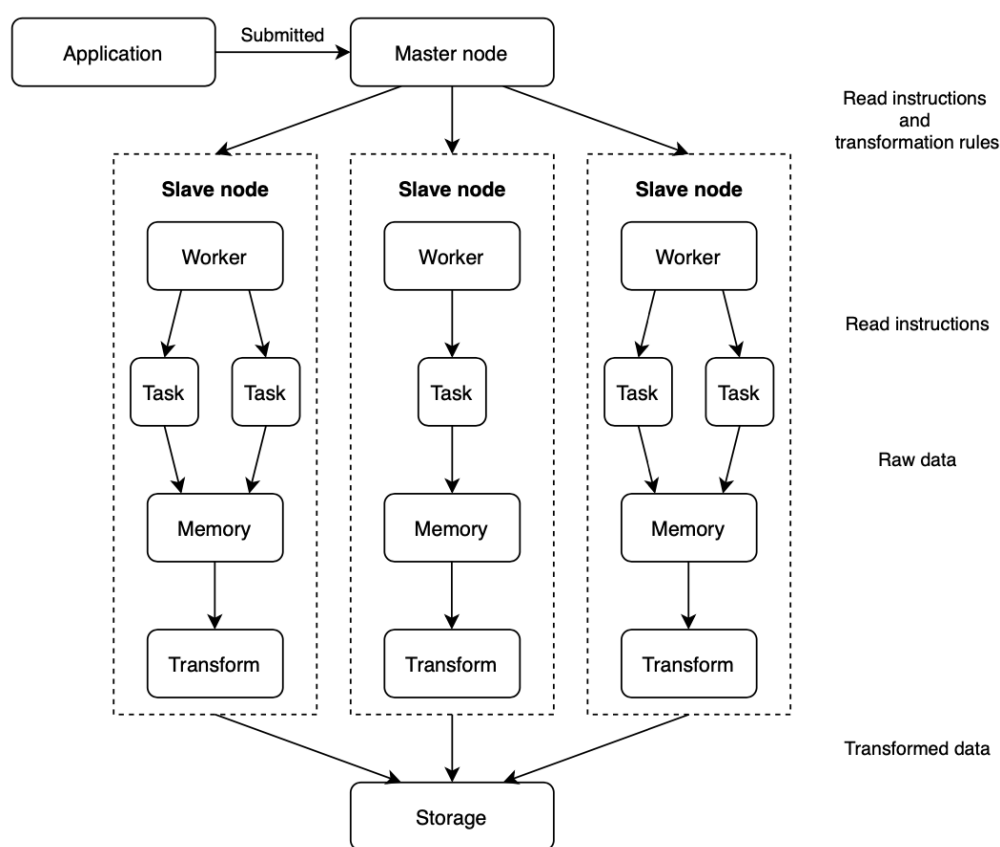 Application
Submitted
Master node
Read instructions
and
transformation rules
Slave node
Slave node
Slave node
Worker
Worker
Worker
Read instructions
Task
Task
Task
Task
Task
Raw data
Memory
Memory
Memory
Transform
Transform
Transform
Transformed data
Storage